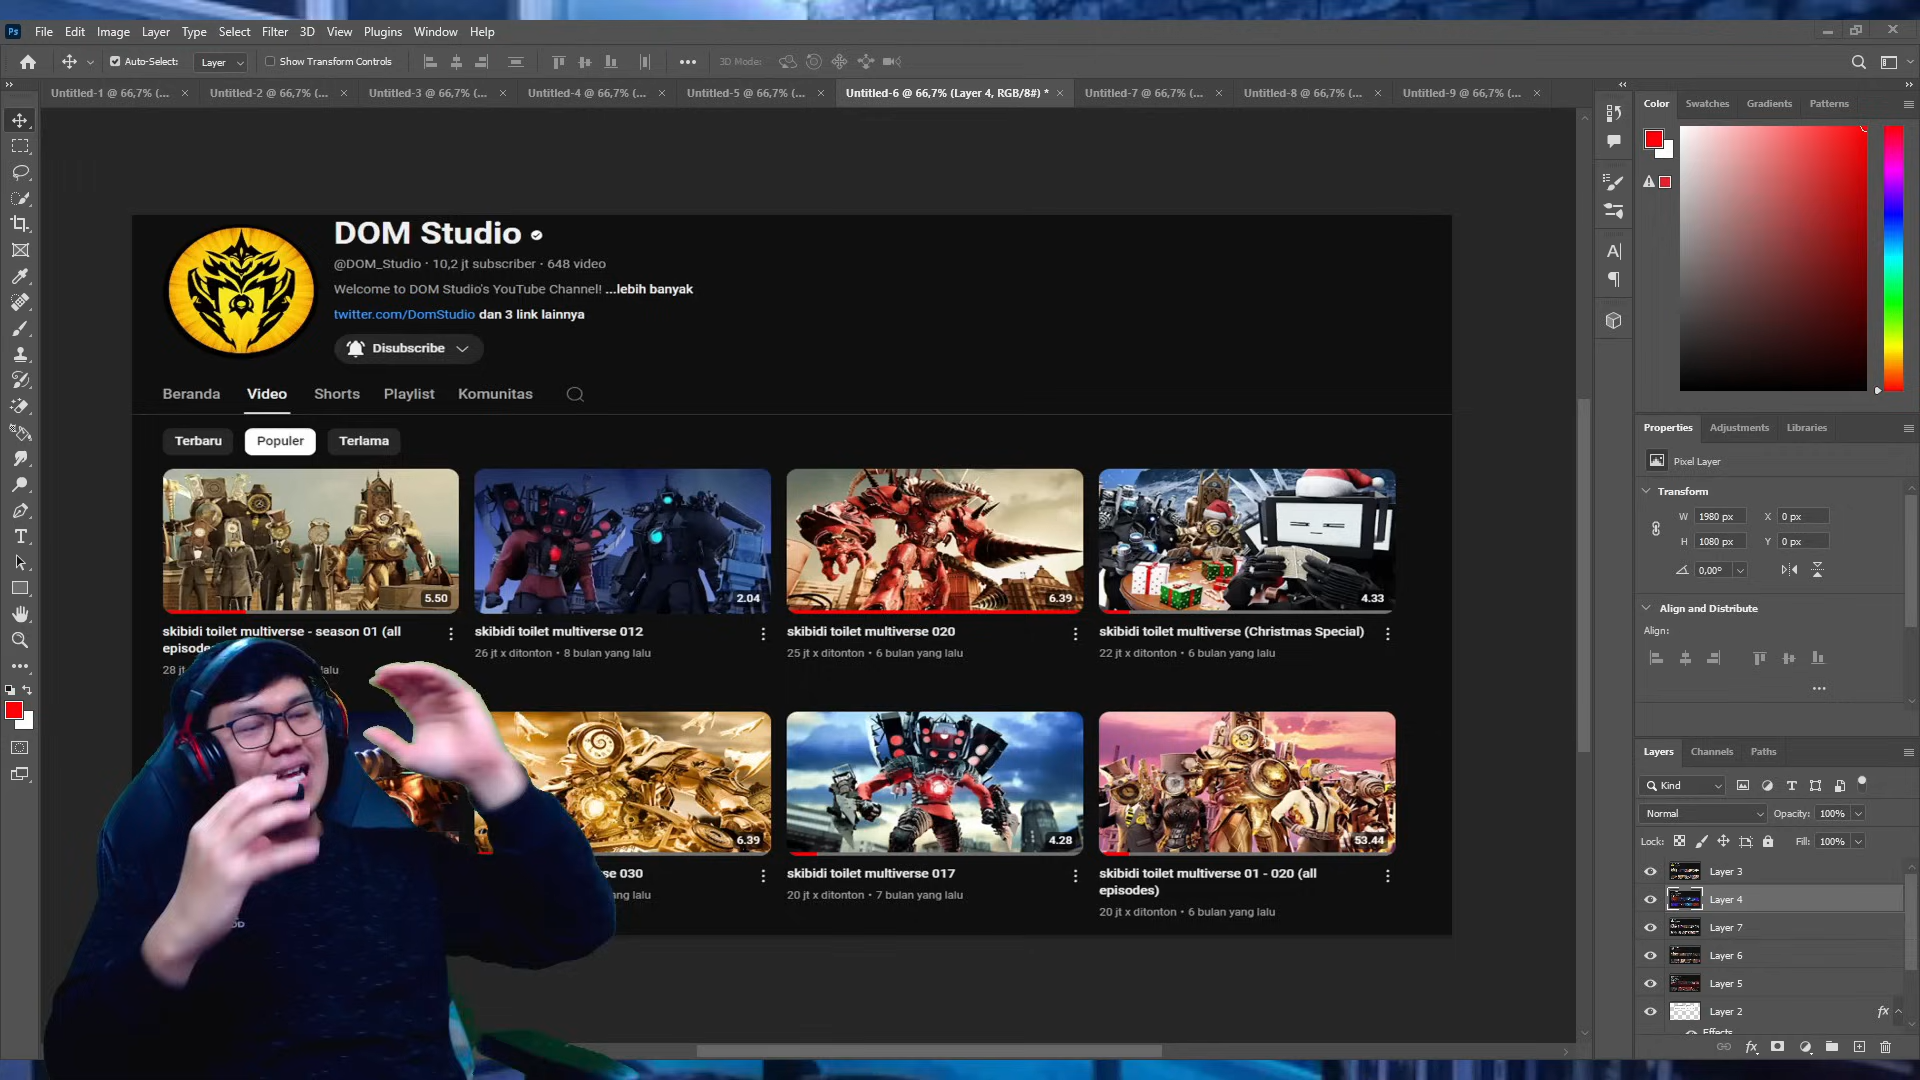 Ps File Edit Image Layer Type Select Filter 3D View Plugins Window Help
Auto-Select: Layer Show Transform Controls 3D Mode:
Untitled-1 @ 66,7% (... Untitled-2 @ 66,7% (... Untitled-3 @ 66,7% (... Untitled-4 @ 66,7% (... Untitled-5 @ 66,7% (... Untitled-6 @ 66,7% (Layer 4, RGB/8#) * Untitled-7 @ 66,7% (... Untitled-8 @ 66,7% (... Untitled-9 @ 66,7% (...
DOM Studio
@DOM_Studio · 10,2 jt subscriber · 648 video
Welcome to DOM Studio's YouTube Channel! ...lebih banyak
twitter.com/DomStudio dan 3 link lainnya
Disubscribe
Beranda Video Shorts Playlist Komunitas
Terbaru Populer Terlama
5.50 2.04 6.39 4.33
skibidi toilet multiverse - season 01 (all
skibidi toilet multiverse 012
26 jt x ditonton • 8 bulan yang lalu
skibidi toilet multiverse 020
25 jt x ditonton • 6 bulan yang lalu
skibidi toilet multiverse (Christmas Special)
22 jt x ditonton • 6 bulan yang lalu
28 jt
lalu
6.39 4.28 53.44
030
yang lalu
skibidi toilet multiverse 017
20 jt x ditonton • 7 bulan yang lalu
skibidi toilet multiverse 01 - 020 (all
episodes)
20 jt x ditonton • 6 bulan yang lalu
Color Swatches Gradients Patterns
Properties Adjustments Libraries
Pixel Layer
Transform
W 1980 px X 0 px
H 1080 px Y 0 px
0,00°
Align and Distribute
Align:
Layers Channels Paths
Kind
Normal Opacity: 100%
Lock: Fill: 100%
Layer 3
Layer 4
Layer 7
Layer 6
Layer 5
Layer 2 fx
Effects
fx